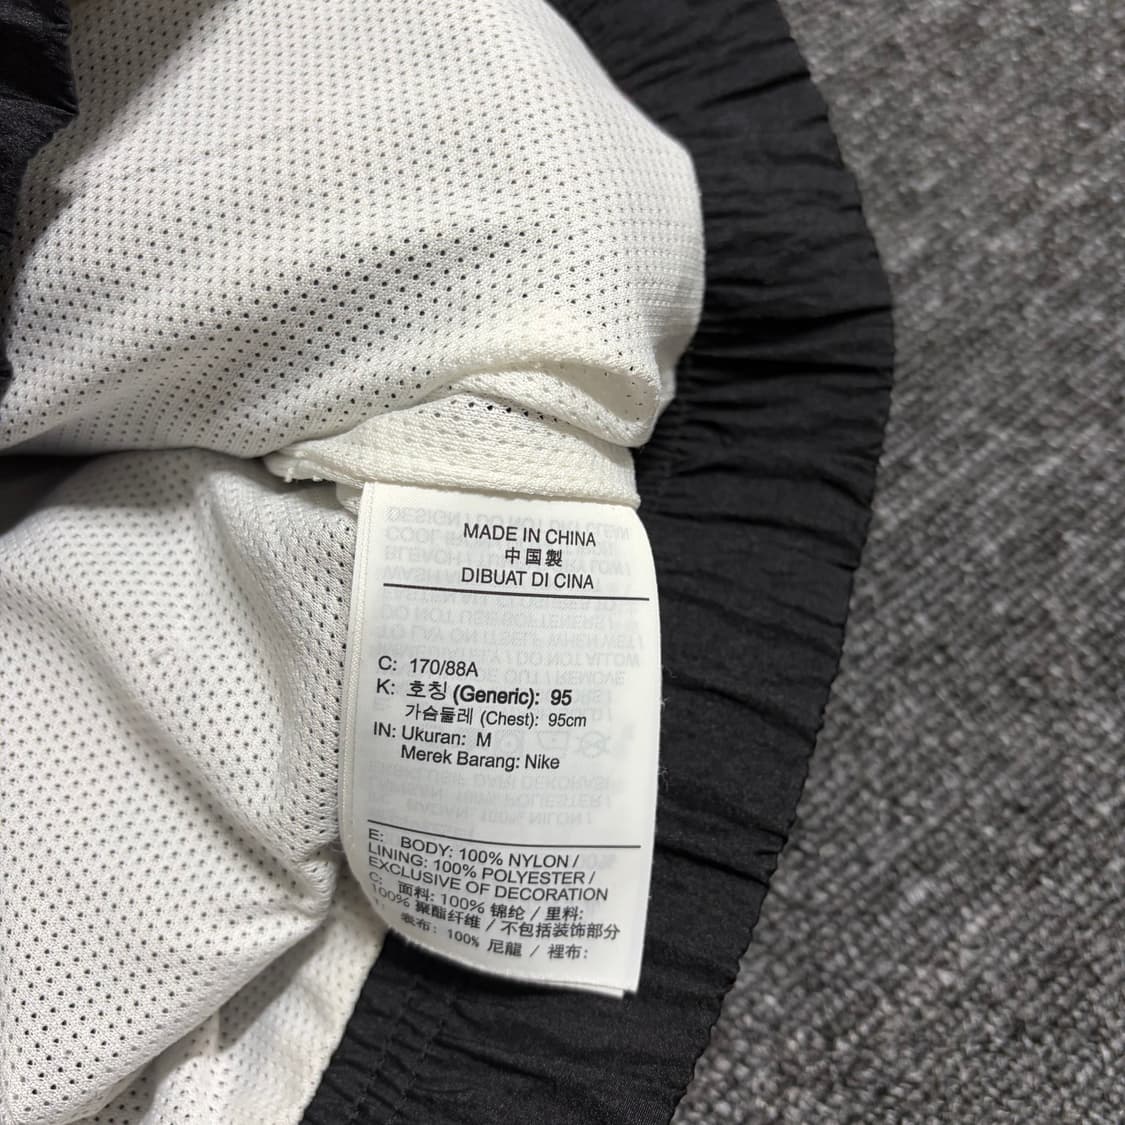 MADE IN CHINA
中国製
DIBUAT DI CINA
C: 170/88A
K: 호칭 (Generic): 95
가슴둘레 (Chest): 95cm
IN: Ukuran: M
Merek Barang: Nike
E: BODY: 100% NYLON /
LINING: 100% POLYESTER /
EXCLUSIVE OF DECORATION
C: 面料: 100% 锦纶 / 里料:
100% 聚酯纤维 / 不包括装饰部分
表布: 100% 尼龍 / 裡布: